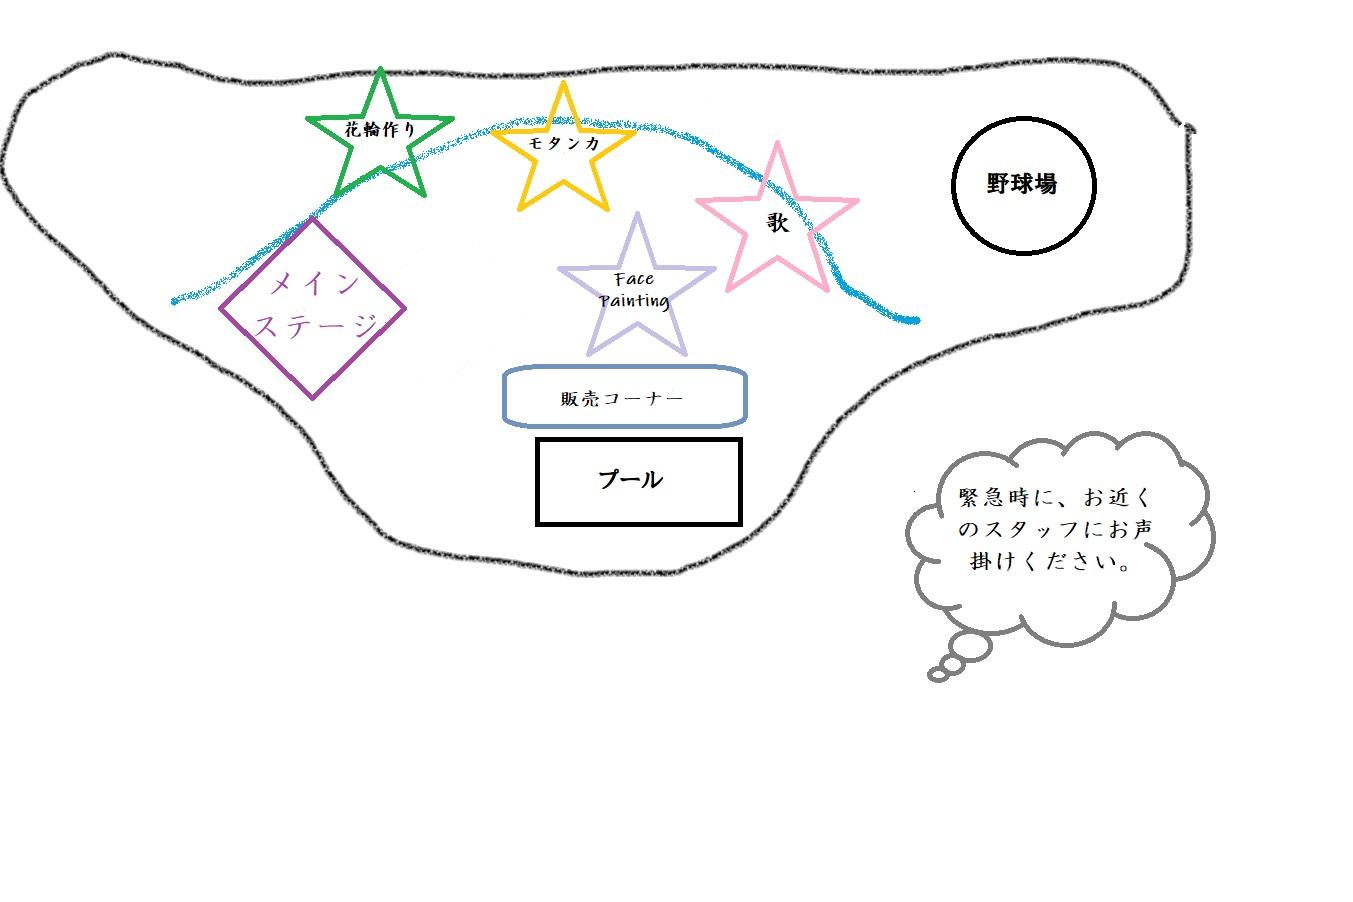 花輪作り
モタンカ
歌
野球場
メイン
ステージ
Face
Painting
販売コーナー
プール
緊急時に、お近く
のスタッフにお声
掛けください。